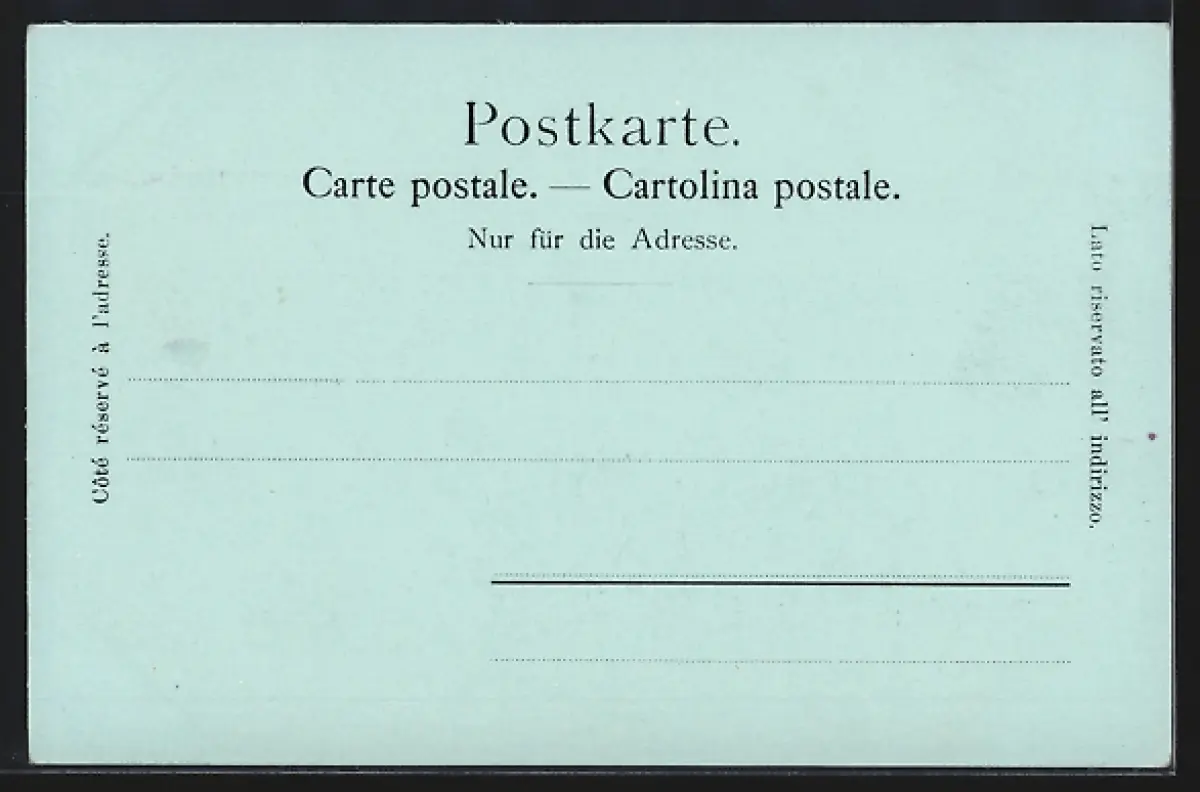 Postkarte.
Carte postale. — Cartolina postale.
Nur für die Adresse.
Côté réservé à l'adresse.
Lato riservato all' indirizzo.